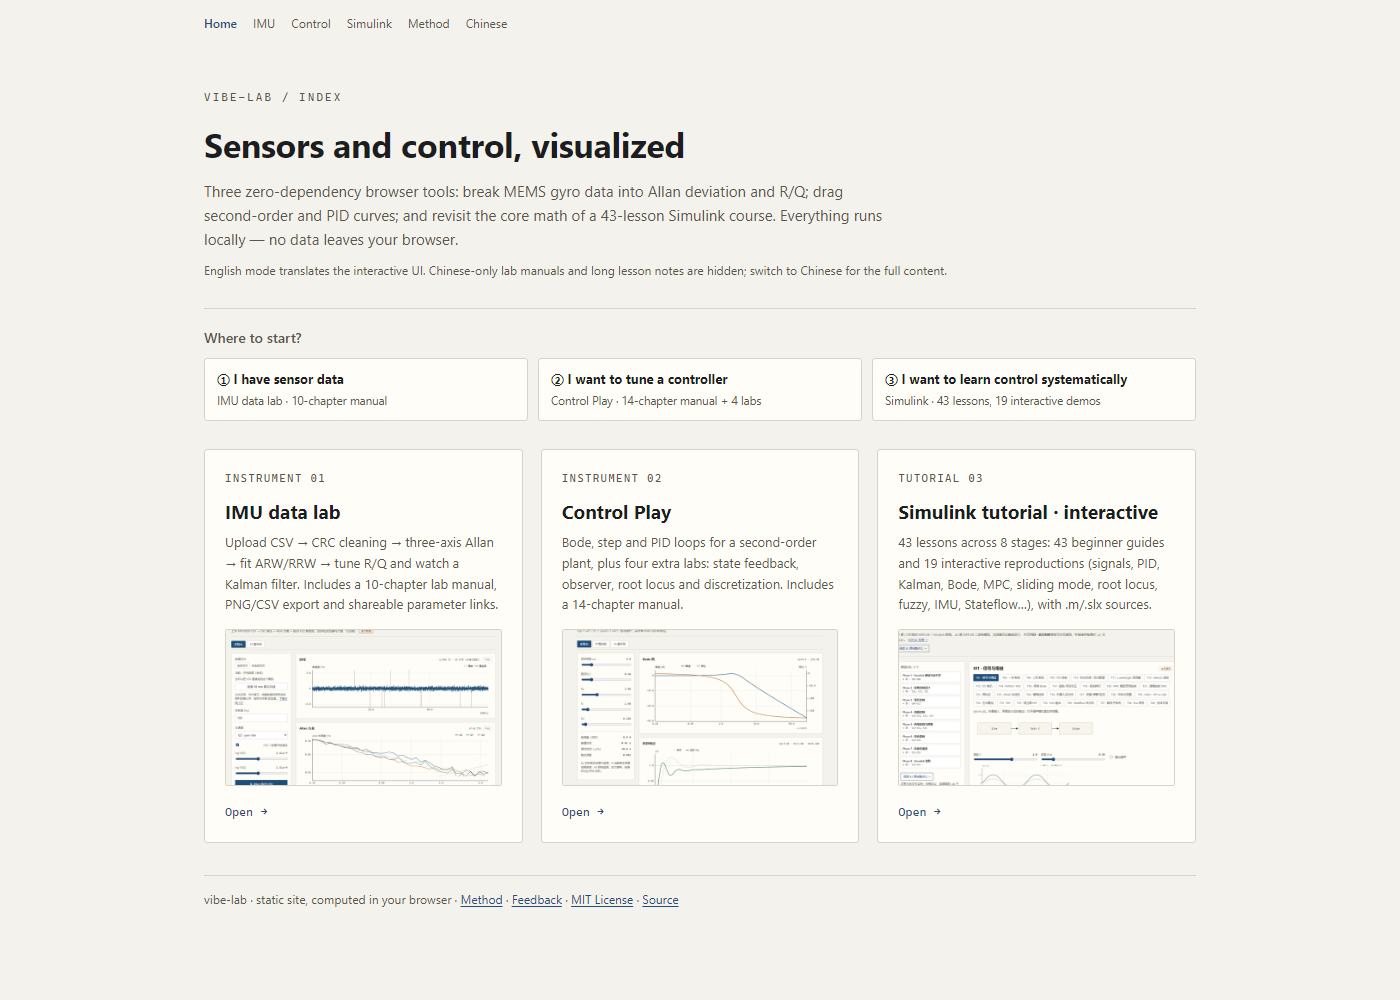 Home IMU Control Simulink Method Chinese
VIBE-LAB / INDEX
Sensors and control, visualized
Three zero-dependency browser tools: break MEMS gyro data into Allan deviation and R/Q; drag
second-order and PID curves; and revisit the core math of a 43-lesson Simulink course. Everything runs
locally — no data leaves your browser.
English mode translates the interactive UI. Chinese-only lab manuals and long lesson notes are hidden; switch to Chinese for the full content.
Where to start?
① I have sensor data
IMU data lab · 10-chapter manual
② I want to tune a controller
Control Play · 14-chapter manual + 4 labs
③ I want to learn control systematically
Simulink · 43 lessons, 19 interactive demos
INSTRUMENT 01
IMU data lab
Upload CSV → CRC cleaning → three-axis Allan
→ fit ARW/RRW → tune R/Q and watch a
Kalman filter. Includes a 10-chapter lab manual,
PNG/CSV export and shareable parameter links.
Open →
INSTRUMENT 02
Control Play
Bode, step and PID loops for a second-order
plant, plus four extra labs: state feedback,
observer, root locus and discretization. Includes
a 14-chapter manual.
Open →
TUTORIAL 03
Simulink tutorial · interactive
43 lessons across 8 stages: 43 beginner guides
and 19 interactive reproductions (signals, PID,
Kalman, Bode, MPC, sliding mode, root locus,
fuzzy, IMU, Stateflow…), with .m/.slx sources.
Open →
vibe-lab · static site, computed in your browser · Method · Feedback · MIT License · Source